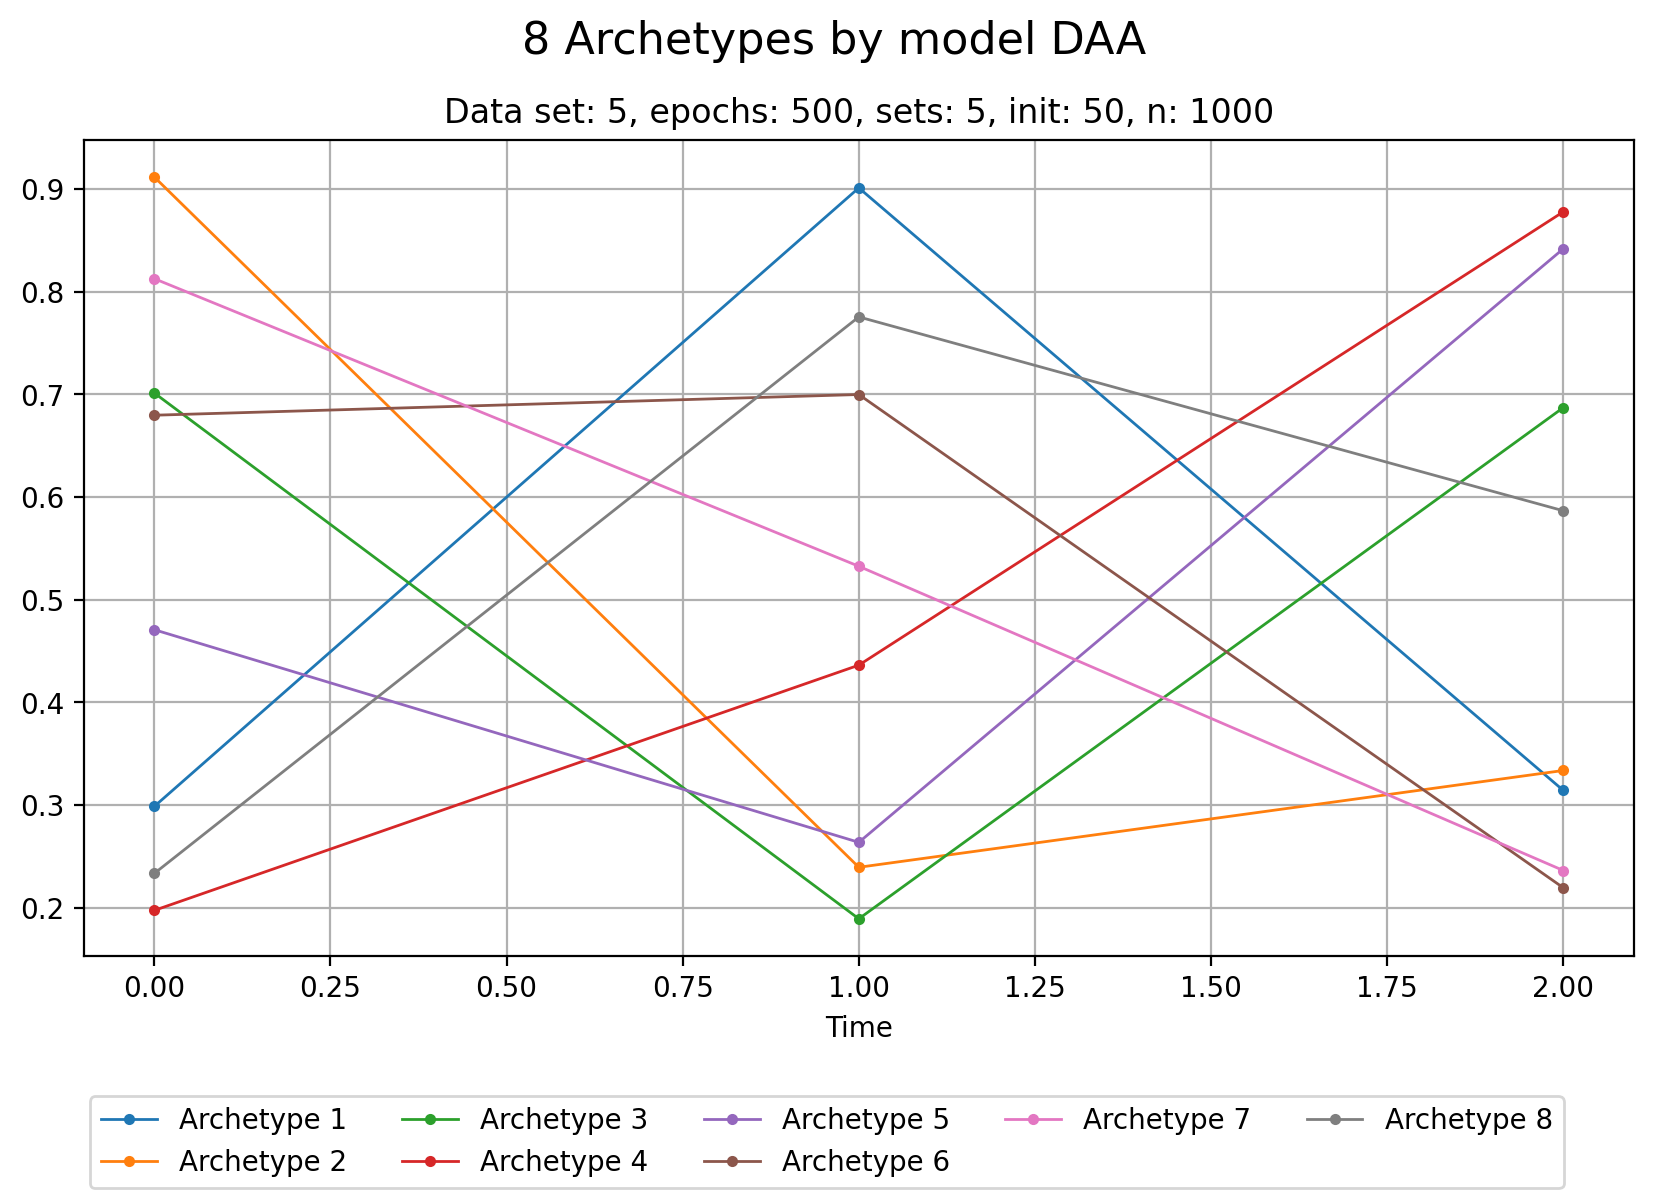 8 Archetypes by model DAA
Data set: 5, epochs: 500, sets: 5, init: 50, n: 1000
0.9
0.8
0.7
0.6
0.5
0.4
0.3
0.2
0.00 0.25 0.50 0.75 1.00 1.25 1.50 1.75 2.00
Time
Archetype 1 Archetype 3 Archetype 5 Archetype 7 Archetype 8
Archetype 2 Archetype 4 Archetype 6